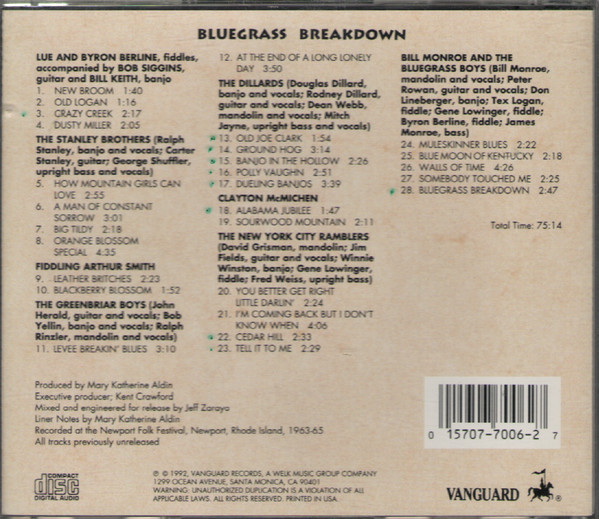 BLUEGRASS BREAKDOWN
LUE AND BYRON BERLINE, fiddles,
accompanied by BOB SIGGINS,
guitar and BILL KEITH, banjo
1. NEW BROOM 1:40
2. OLD LOGAN 1:16
3. CRAZY CREEK 2:17
4. DUSTY MILLER 2:05
THE STANLEY BROTHERS (Ralph
Stanley, banjo and vocals; Carter
Stanley, guitar; George Shuffler,
upright bass and vocals)
5. HOW MOUNTAIN GIRLS CAN
LOVE 2:55
6. A MAN OF CONSTANT
SORROW 3:01
7. BIG TILDY 2:18
8. ORANGE BLOSSOM
SPECIAL 4:35
FIDDLING ARTHUR SMITH
9. LEATHER BRITCHES 2:23
10. BLACKBERRY BLOSSOM 1:52
THE GREENBRIAR BOYS (John
Herald, guitar and vocals; Bob
Yellin, banjo and vocals; Ralph
Rinzler, mandolin and vocals)
11. LEVEE BREAKIN' BLUES 3:10
12. AT THE END OF A LONG LONELY
DAY 3:50
THE DILLARDS (Douglas Dillard,
banjo and vocals; Rodney Dillard,
guitar and vocals; Dean Webb,
mandolin and vocals; Mitch
Jayne, upright bass and vocals)
13. OLD JOE CLARK 1:54
14. GROUND HOG 3:14
15. BANJO IN THE HOLLOW 2:26
16. POLLY VAUGHN 2:51
17. DUELING BANJOS 3:39
CLAYTON McMICHEN
18. ALABAMA JUBILEE 1:47
19. SOURWOOD MOUNTAIN 2:11
THE NEW YORK CITY RAMBLERS
(David Grisman, mandolin; Jim
Fields, guitar and vocals; Winnie
Winston, banjo; Gene Lowinger,
fiddle; Fred Weiss, upright bass)
20. YOU BETTER GET RIGHT
LITTLE DARLIN' 2:24
21. I'M COMING BACK BUT I DON'T
KNOW WHEN 4:06
22. CEDAR HILL 2:33
23. TELL IT TO ME 2:29
BILL MONROE AND THE
BLUEGRASS BOYS (Bill Monroe,
mandolin and vocals; Peter
Rowan, guitar and vocals; Don
Lineberger, banjo; Tex Logan,
fiddle; Gene Lowinger, fiddle;
Byron Berline, fiddle; James
Monroe, bass)
24. MULESKINNER BLUES 2:22
25. BLUE MOON OF KENTUCKY 2:18
26. WALLS OF TIME 4:36
27. SOMEBODY TOUCHED ME 2:25
28. BLUEGRASS BREAKDOWN 2:47
Total Time: 75:14
Produced by Mary Katherine Aldin
Executive producer; Kent Crawford
Mixed and engineered for release by Jeff Zaraya
Liner Notes by Mary Katherine Aldin
Recorded at the Newport Folk Festival, Newport, Rhode Island, 1963-65
All tracks previously unreleased
0 15707-7006-2 7
COMPACT
disc
DIGITAL AUDIO
℗ © 1992, VANGUARD RECORDS, A WELK MUSIC GROUP COMPANY
1299 OCEAN AVENUE, SANTA MONICA, CA 90401
WARNING: UNAUTHORIZED DUPLICATION IS A VIOLATION OF ALL
APPLICABLE LAWS. ALL RIGHTS RESERVED. PRINTED IN USA.
VANGUARD